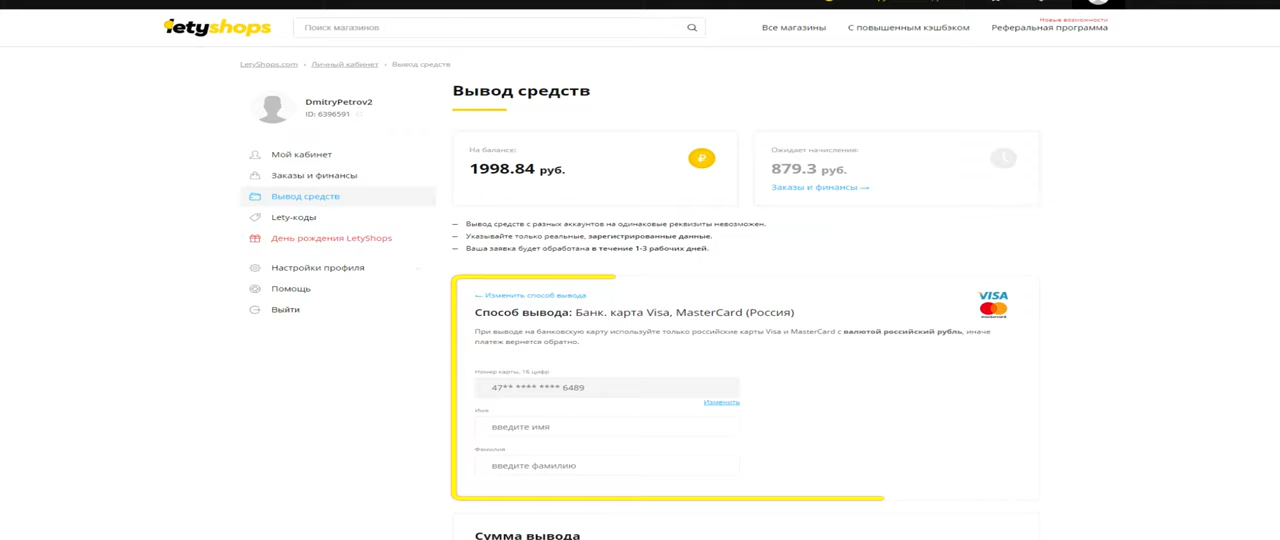 letyshops
Поиск магазинов
Все магазины
С повышенным кэшбэком
Новые возможности
Реферальная программа
LetyShops.com • Личный кабинет • Вывод средств
DmitryPetrov2
ID: 6396591
Мой кабинет
Заказы и финансы
Вывод средств
Lety-коды
День рождения LetyShops
Настройки профиля
Помощь
Выйти
Вывод средств
На балансе:
1998.84 руб.
₽
Ожидает начисления:
879.3 руб.
Заказы и финансы →
— Вывод средств с разных аккаунтов на одинаковые реквизиты невозможен.
— Указывайте только реальные, зарегистрированные данные.
— Ваша заявка будет обработана в течение 1-3 рабочих дней.
← Изменить способ вывода
Способ вывода: Банк. карта Visa, MasterCard (Россия)
VISA
mastercard
При выводе на банковскую карту используйте только российские карты Visa и MasterCard с валютой российский рубль, иначе
платеж вернется обратно.
Номер карты, 16 цифр
47** **** **** 6489
Изменить
Имя
введите имя
Фамилия
введите фамилию
Сумма вывода